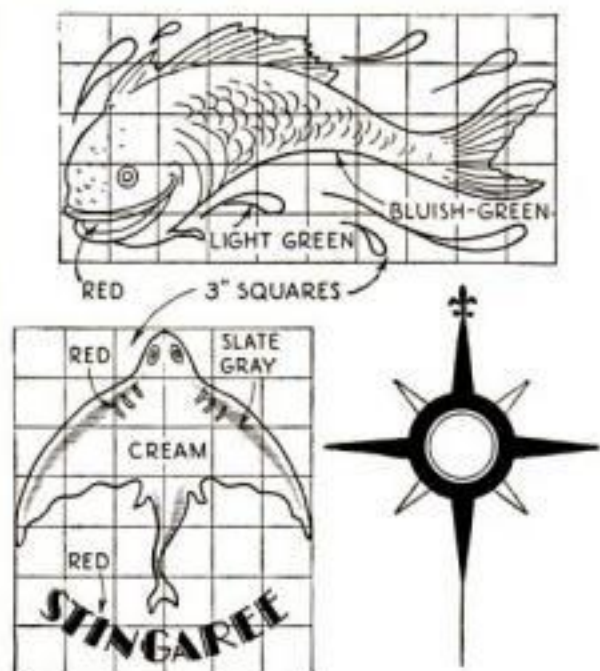 BLUISH-GREEN
LIGHT GREEN
RED
3" SQUARES
RED
SLATE
GRAY
CREAM
RED
STINGAREE